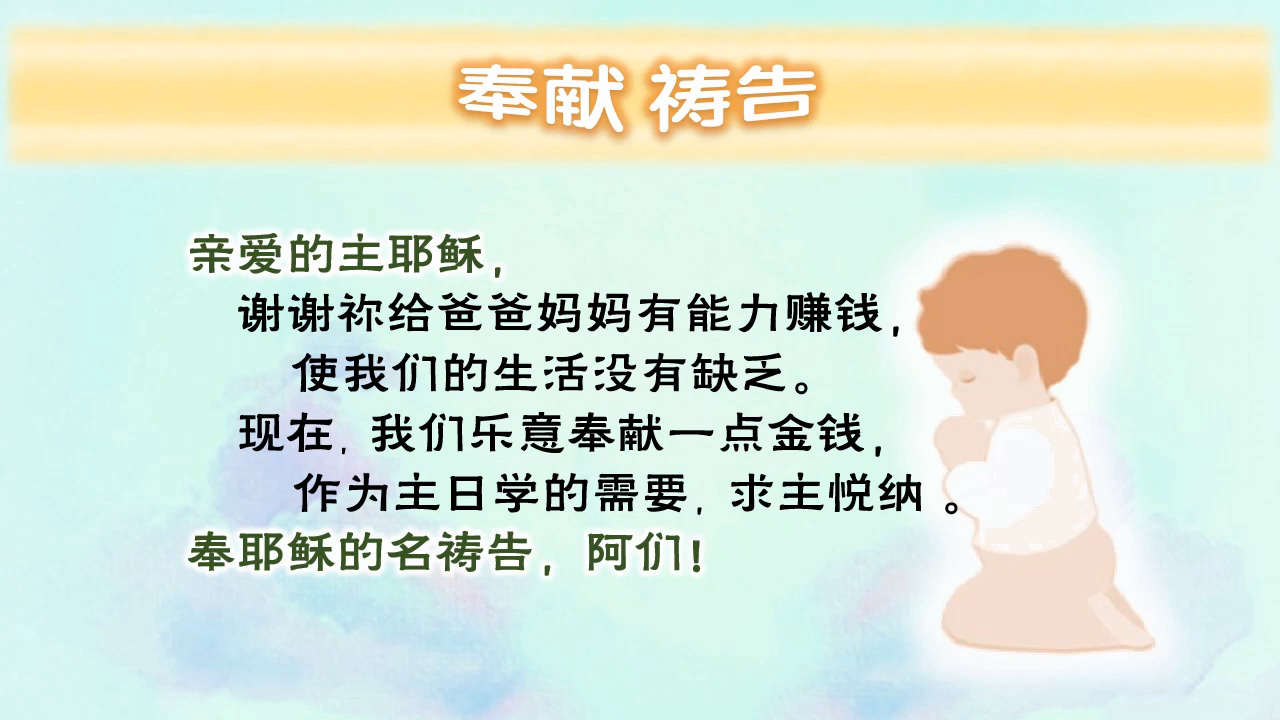 奉献 祷告
亲爱的主耶稣，
谢谢祢给爸爸妈妈有能力赚钱，
使我们的生活没有缺乏。
现在，我们乐意奉献一点金钱，
作为主日学的需要，求主悦纳 。
奉耶稣的名祷告，阿们！